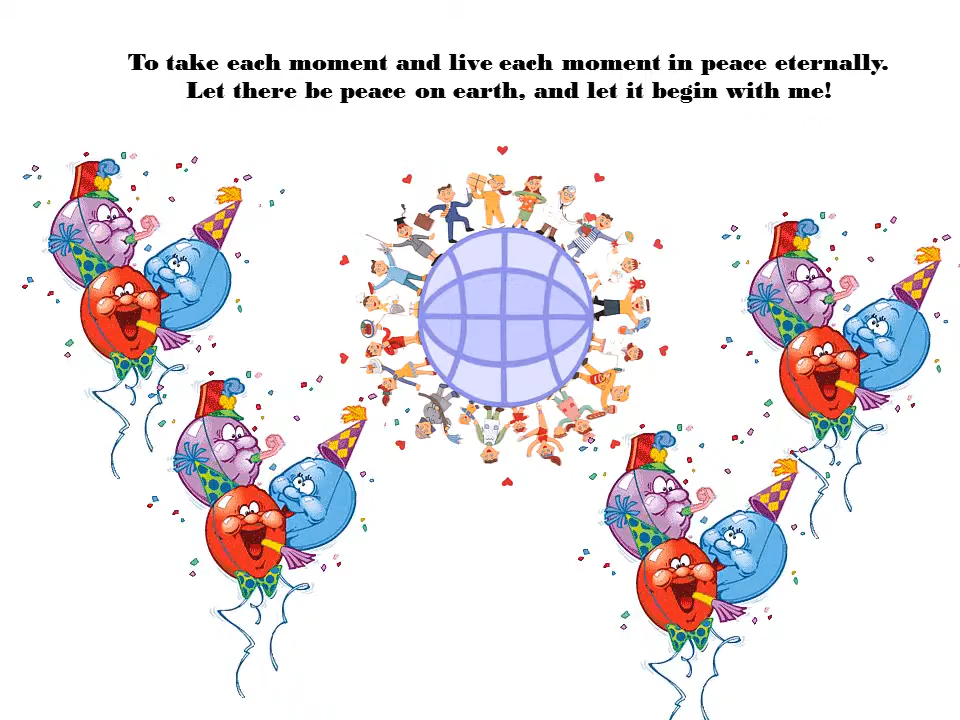 To take each moment and live each moment in peace eternally.
Let there be peace on earth, and let it begin with me!